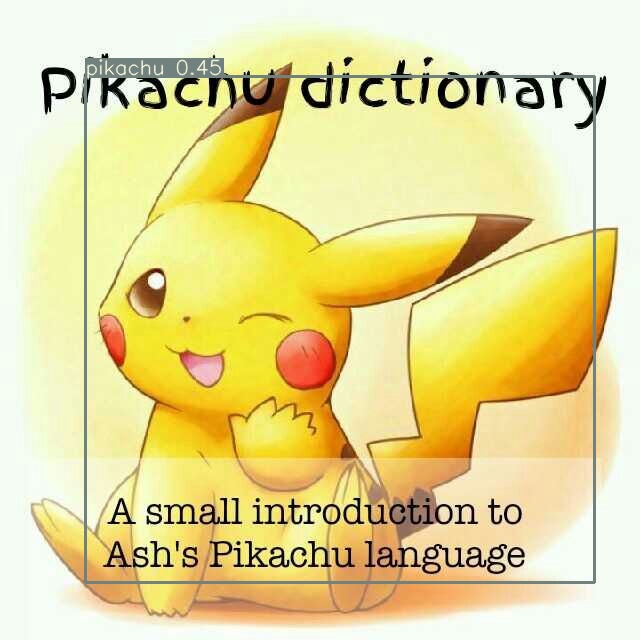 pikachu 0.45
Pikachu dictionary
A small introduction to
Ash's Pikachu language